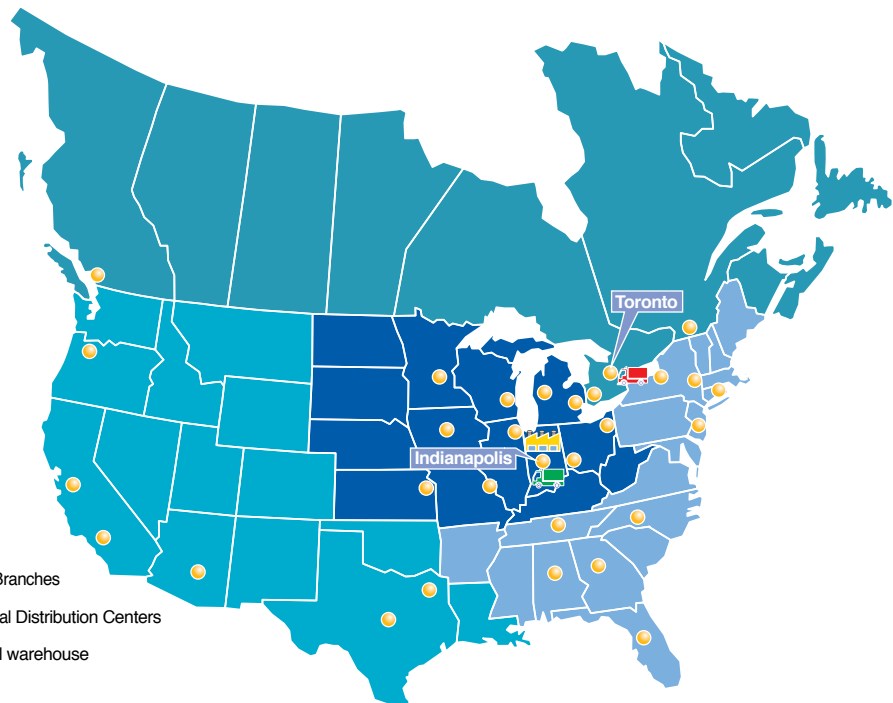 Toronto
Indianapolis
Branches
al Distribution Centers
warehouse